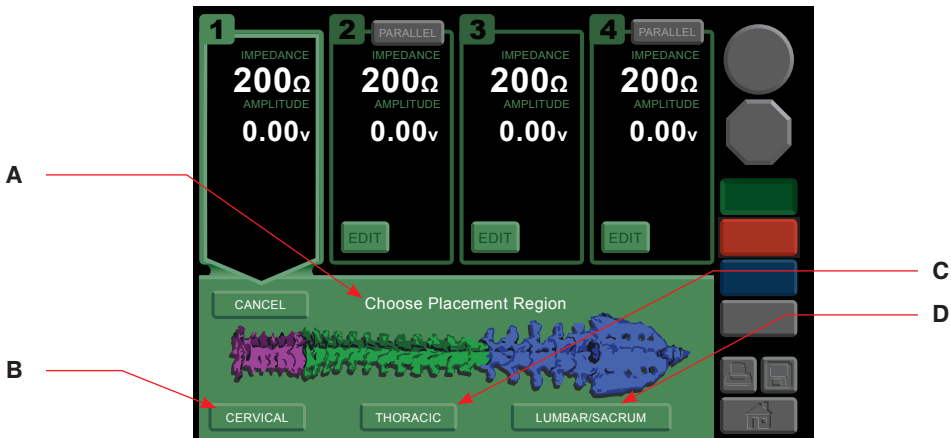 1 2 PARALLEL 3 4 PARALLEL
IMPEDANCE IMPEDANCE IMPEDANCE IMPEDANCE
200Ω 200Ω 200Ω 200Ω
AMPLITUDE AMPLITUDE AMPLITUDE AMPLITUDE
0.00v 0.00v 0.00v 0.00v
A
EDIT EDIT EDIT
C
CANCEL Choose Placement Region
D
B
CERVICAL THORACIC LUMBAR/SACRUM